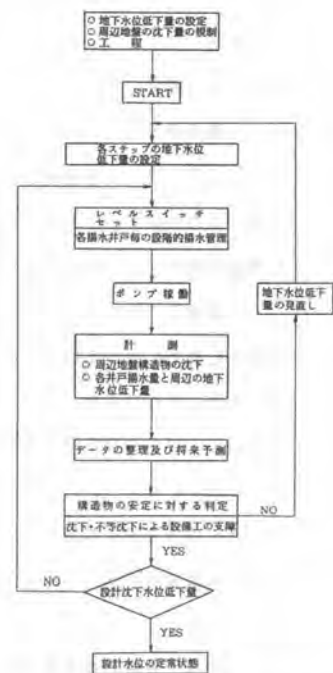 ○ 地下水位低下量の設定
○ 周辺地盤の沈下量の規制
○ 工 程
START
各ステップの地下水位
低下量の設定
レベルスイッチ
セット
各揚水井戸毎の段階的揚水管理
ポンプ稼盤
計 測
○ 周辺地盤構造物の沈下
○ 各井戸揚水量と周辺の地下
水位低下量
データの整理及び将来予測
構造物の安定に対する判定
沈下・不等沈下による設備工の支障
NO
地下水位低下
量の見直し
YES
NO
設計沈下水位低下量
YES
設計水位の定常状態